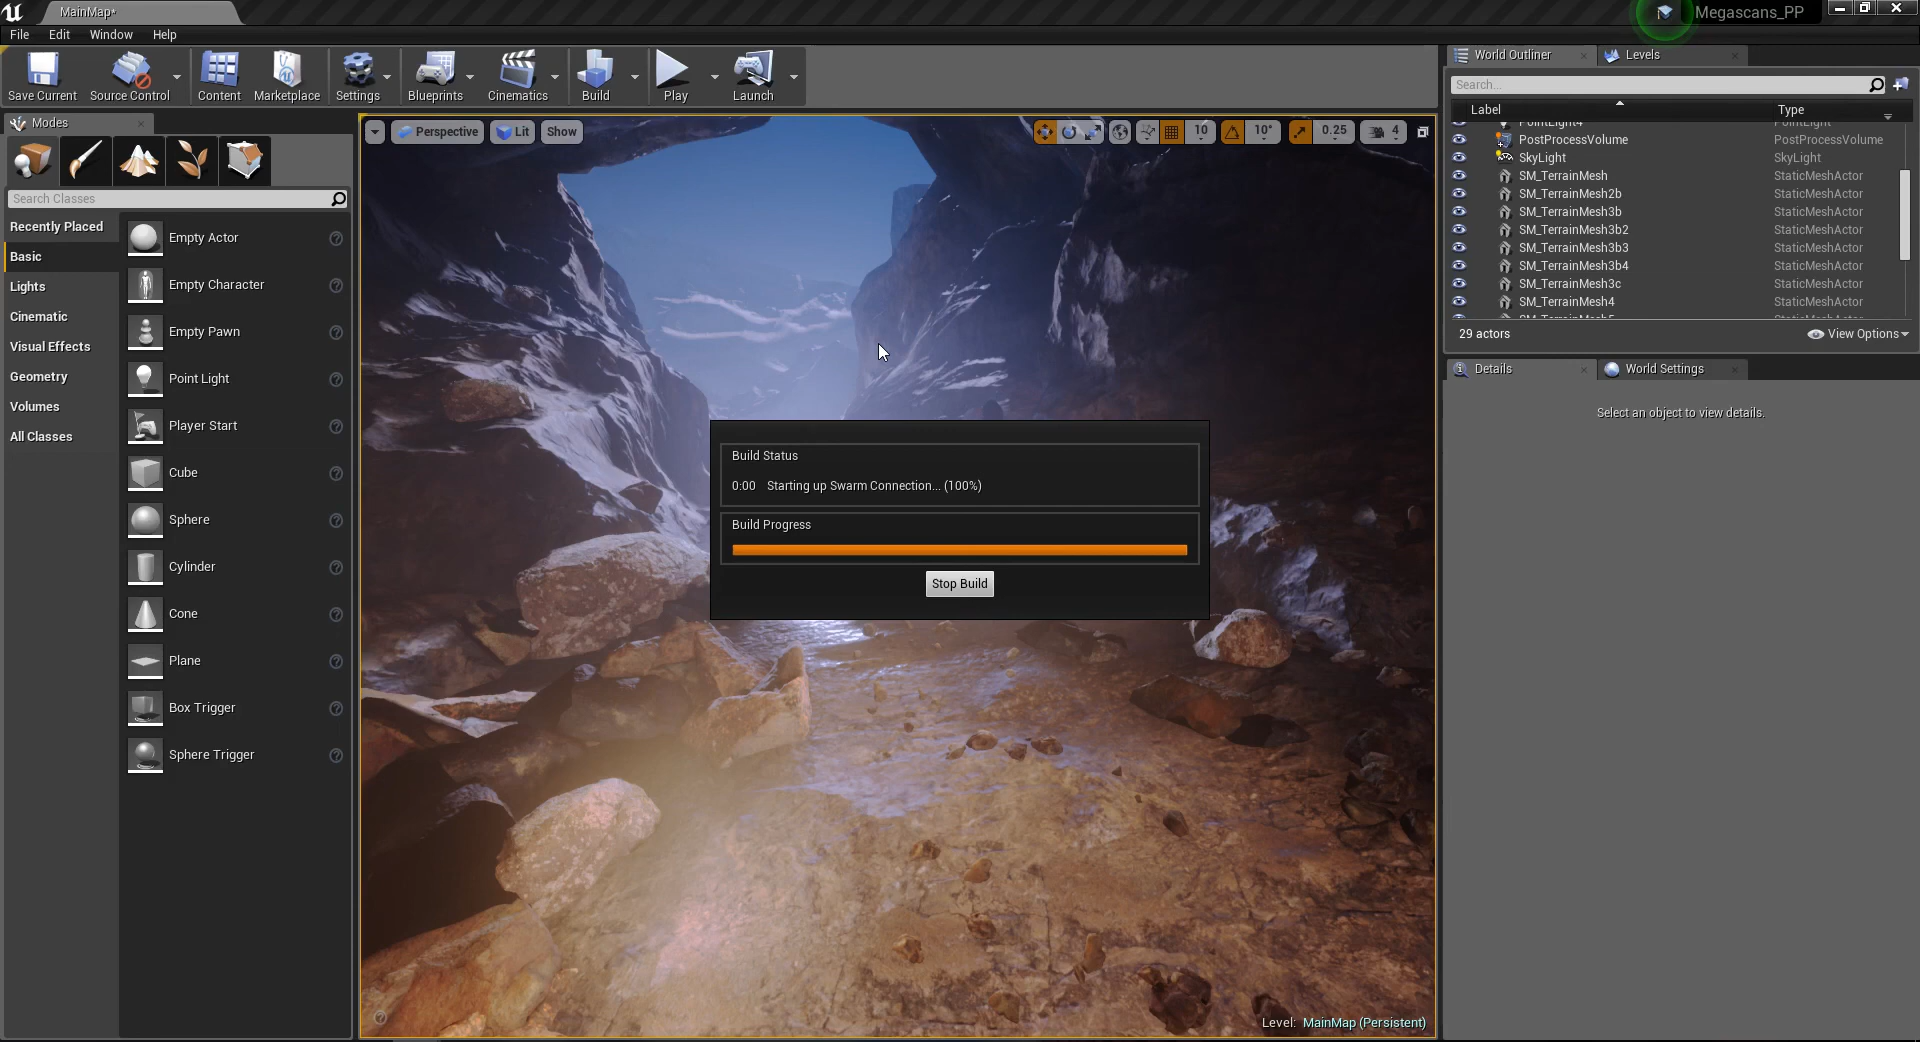 MainMap*
Megascans_PP
File Edit Window Help
Save Current Source Control Content Marketplace Settings Blueprints Cinematics Build Play Launch
Modes
Search Classes
Recently Placed
Basic
Lights
Cinematic
Visual Effects
Geometry
Volumes
All Classes
Empty Actor
Empty Character
Empty Pawn
Point Light
Player Start
Cube
Sphere
Cylinder
Cone
Plane
Box Trigger
Sphere Trigger
Perspective Lit Show
10 10° 0.25 4
Build Status
0:00 Starting up Swarm Connection... (100%)
Build Progress
Stop Build
Level: MainMap (Persistent)
World Outliner Levels
Search...
Label Type
PointLight4 PointLight
PostProcessVolume PostProcessVolume
SkyLight SkyLight
SM_TerrainMesh StaticMeshActor
SM_TerrainMesh2b StaticMeshActor
SM_TerrainMesh3b StaticMeshActor
SM_TerrainMesh3b2 StaticMeshActor
SM_TerrainMesh3b3 StaticMeshActor
SM_TerrainMesh3b4 StaticMeshActor
SM_TerrainMesh3c StaticMeshActor
SM_TerrainMesh4 StaticMeshActor
29 actors View Options
Details World Settings
Select an object to view details.